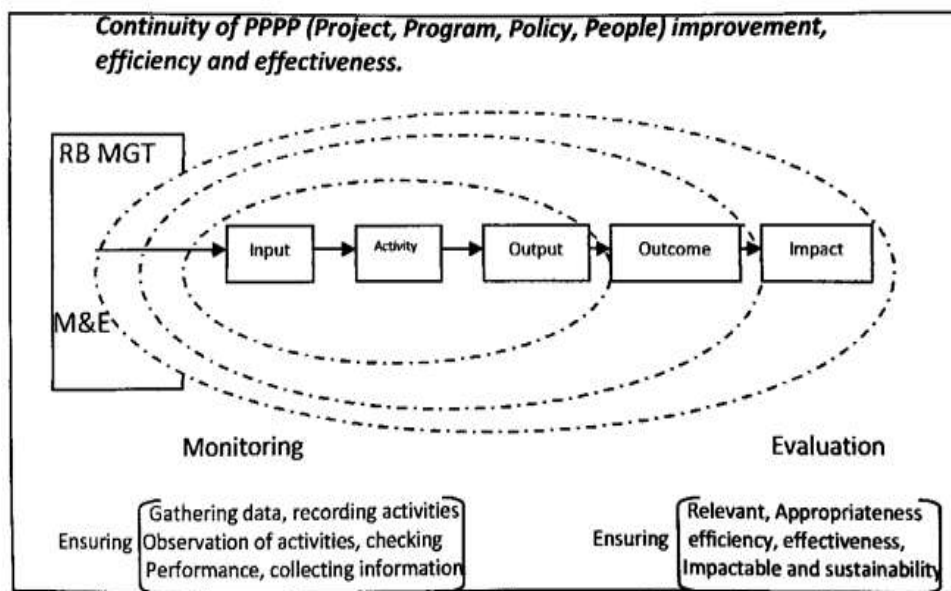 Continuity of PPPP (Project, Program, Policy, People) improvement,
efficiency and effectiveness.
RB MGT
Input
Activity
Output
Outcome
Impact
M&E
Monitoring
Evaluation
Ensuring
Gathering data, recording activities
Observation of activities, checking
Performance, collecting information
Ensuring
Relevant, Appropriateness
efficiency, effectiveness,
Impactable and sustainability